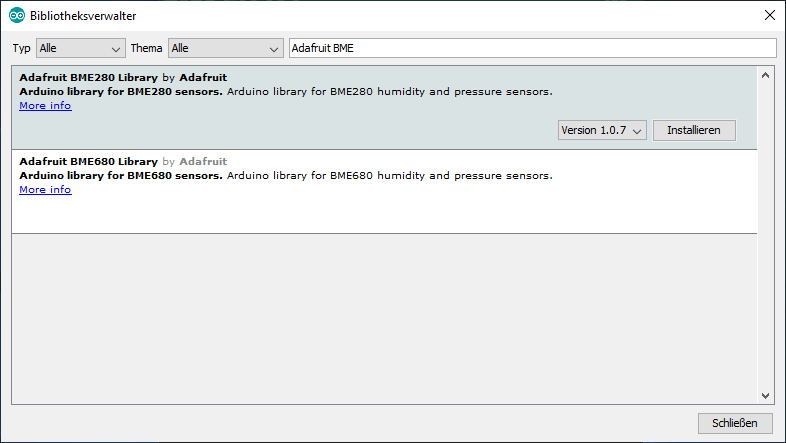 Bibliotheksverwalter
Typ Alle Thema Alle Adafruit BME
Adafruit BME280 Library by Adafruit
Arduino library for BME280 sensors. Arduino library for BME280 humidity and pressure sensors.
More info
Version 1.0.7 Installieren
Adafruit BME680 Library by Adafruit
Arduino library for BME680 sensors. Arduino library for BME680 humidity and pressure sensors.
More info
Schließen